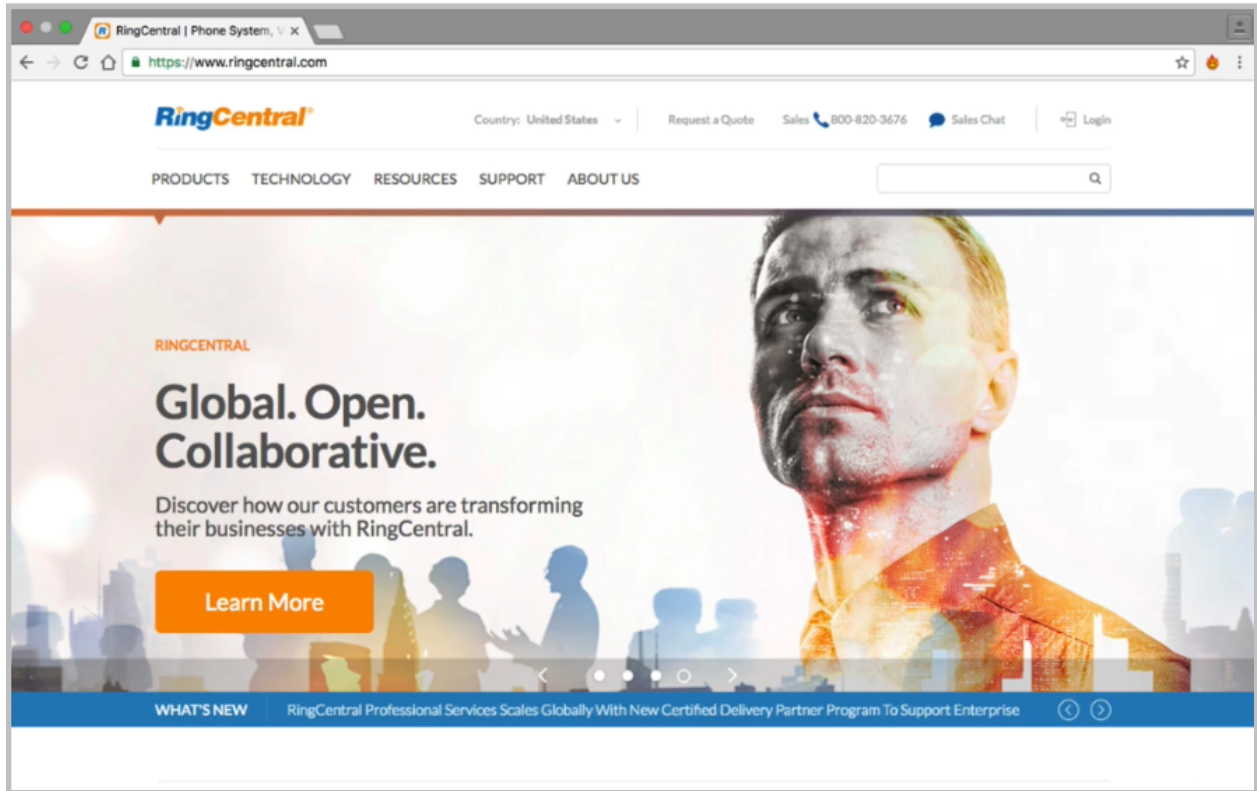 RingCentral | Phone System, V
https://www.ringcentral.com
RingCentral®
Country: United States
Request a Quote
Sales 800-820-3676
Sales Chat
Login
PRODUCTS TECHNOLOGY RESOURCES SUPPORT ABOUT US
RINGCENTRAL
Global. Open.
Collaborative.
Discover how our customers are transforming
their businesses with RingCentral.
Learn More
WHAT'S NEW
RingCentral Professional Services Scales Globally With New Certified Delivery Partner Program To Support Enterprise